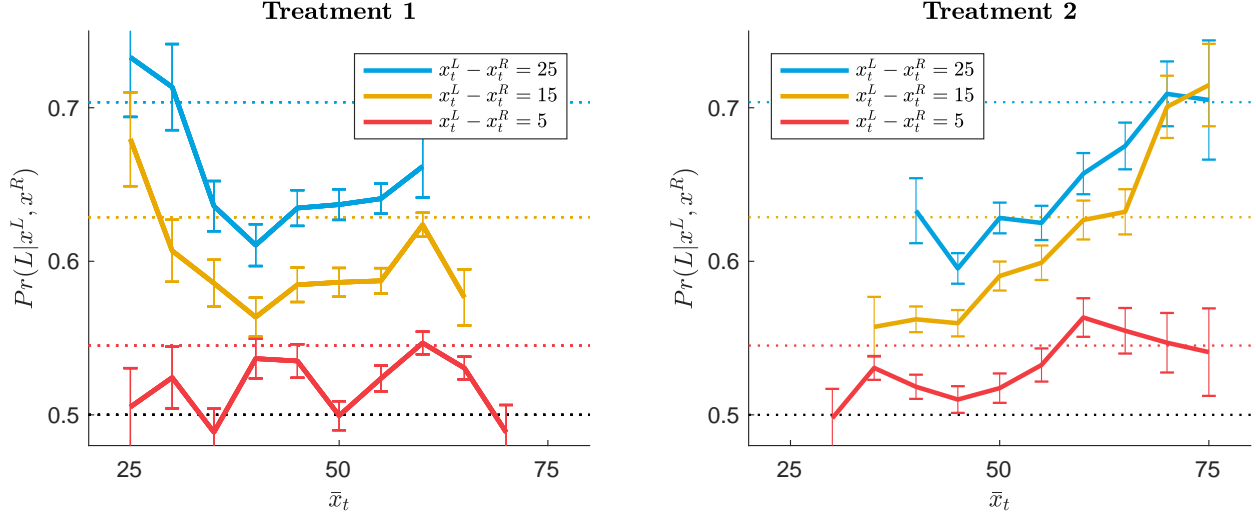 Treatment 1
Pr(L|x^L, x^R)
0.7
0.6
0.5
x_t^L − x_t^R = 25
x_t^L − x_t^R = 15
x_t^L − x_t^R = 5
25
50
75
x̄_t
Treatment 2
Pr(L|x^L, x^R)
0.7
0.6
0.5
x_t^L − x_t^R = 25
x_t^L − x_t^R = 15
x_t^L − x_t^R = 5
25
50
75
x̄_t